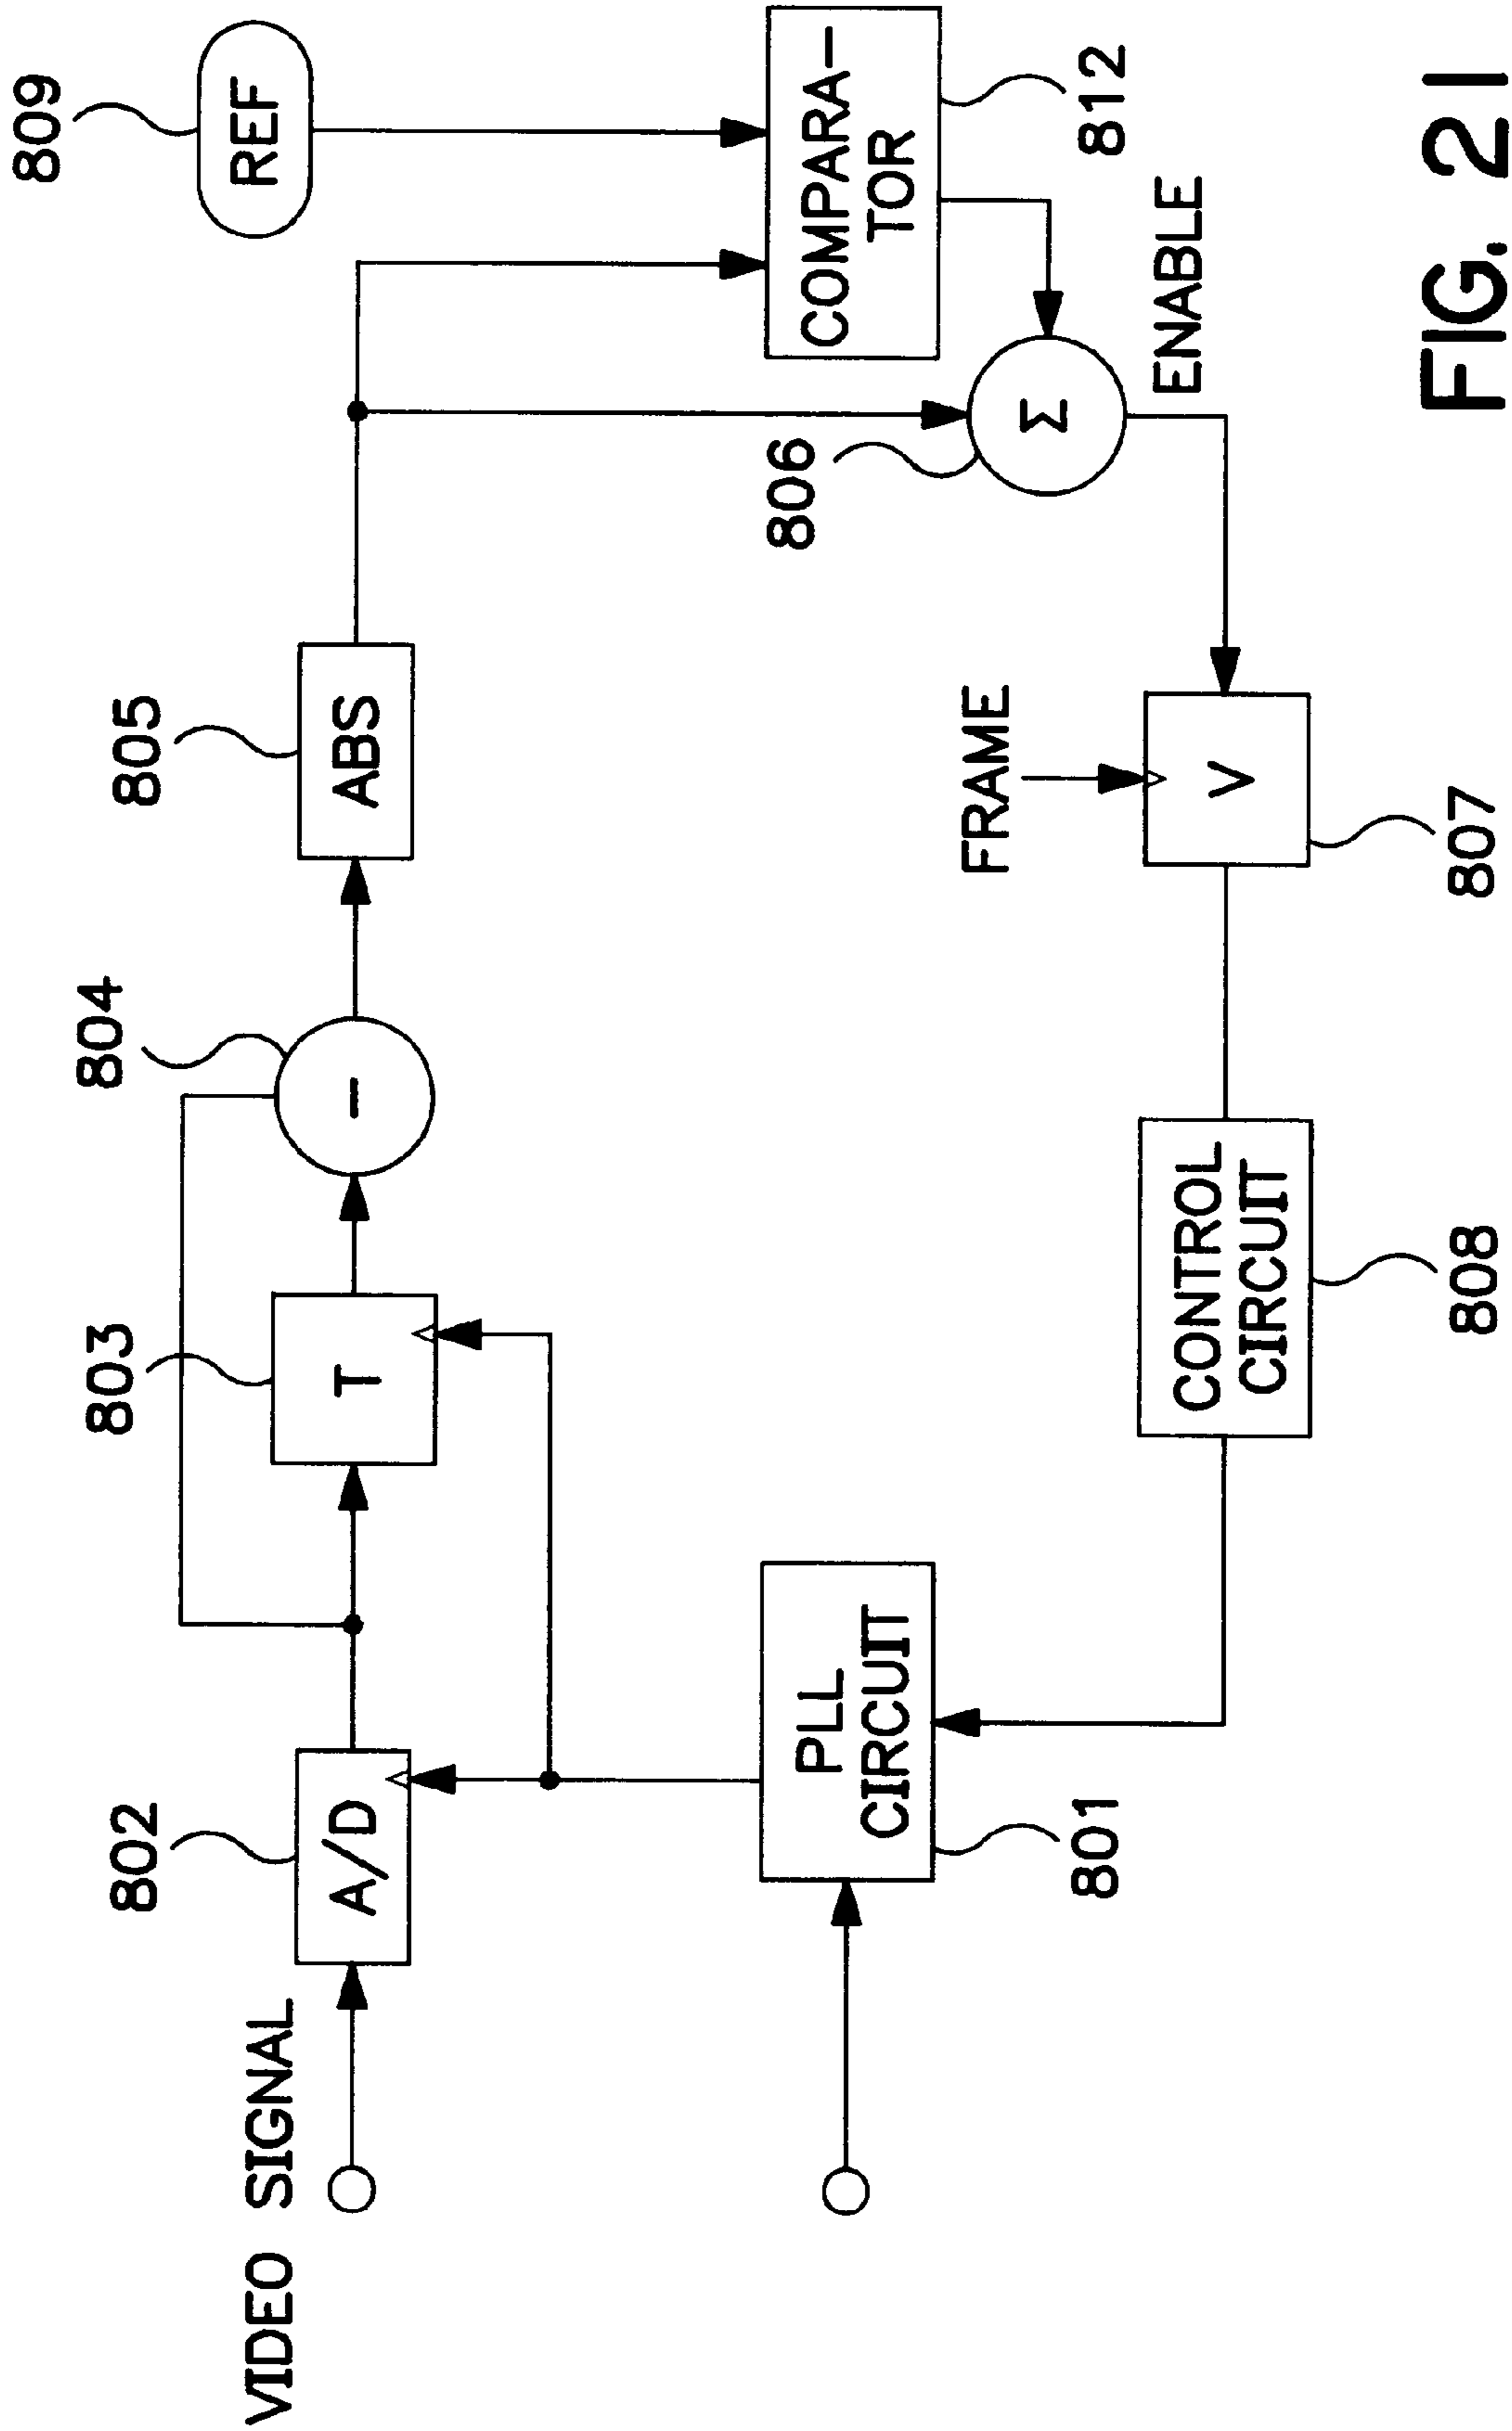 809
REF
805
ABS
804
803
T
802
A/D
VIDEO SIGNAL
-
COMPARA-
TOR
812
806
Σ
ENABLE
FRAME
V
807
CONTROL
CIRCUIT
808
PLL
CIRCUIT
801
FIG. 21